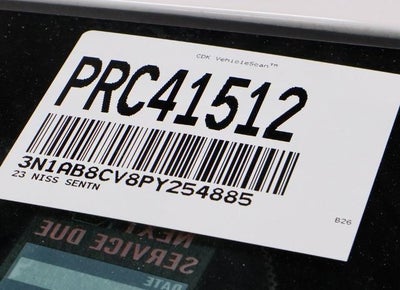 CDK VehicleScan™
PRC41512
3N1AB8CV8PY254885
23 NISS SENTN
B26
NEXT
SERVICE DUE
DATE